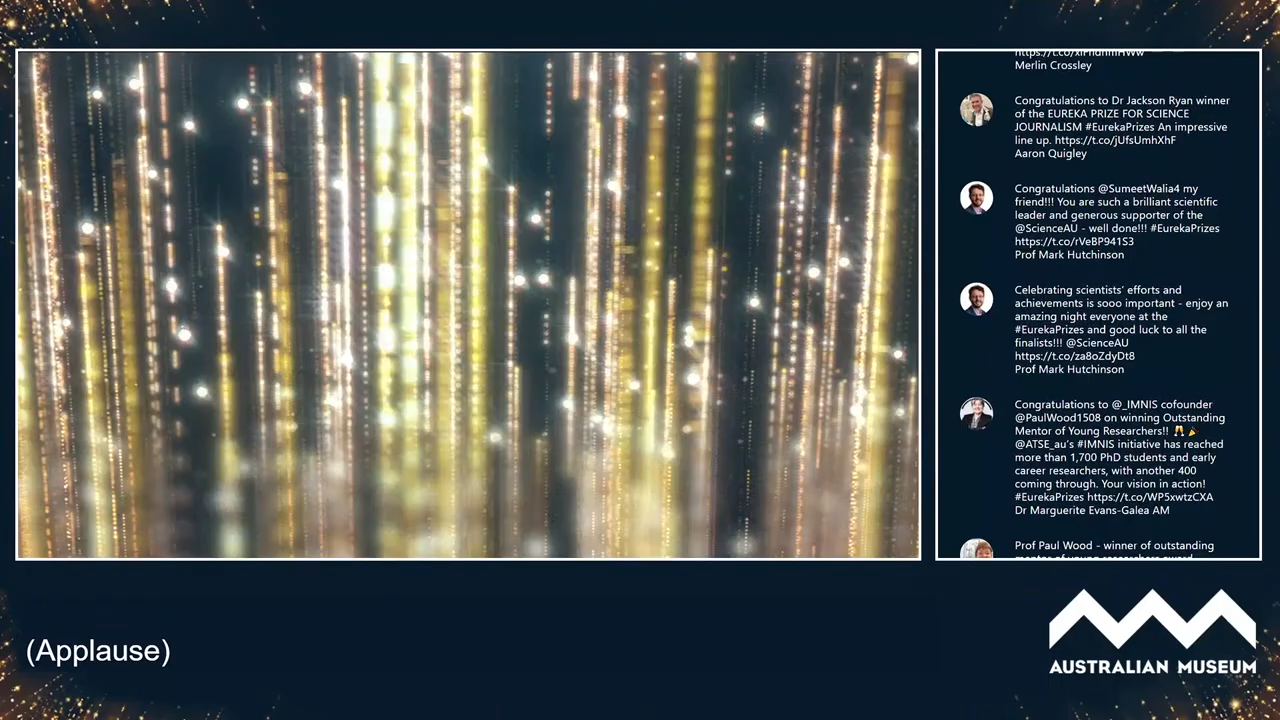 Merlin Crossley
Congratulations to Dr Jackson Ryan winner
of the EUREKA PRIZE FOR SCIENCE
JOURNALISM #EurekaPrizes An impressive
line up. https://t.co/jUfsUmhXhF
Aaron Quigley
Congratulations @SumeetWalia4 my
friend!!! You are such a brilliant scientific
leader and generous supporter of the
@ScienceAU - well done!!! #EurekaPrizes
https://t.co/rVeBP941S3
Prof Mark Hutchinson
Celebrating scientists' efforts and
achievements is sooo important - enjoy an
amazing night everyone at the
#EurekaPrizes and good luck to all the
finalists!!! @ScienceAU
https://t.co/za8oZdyDt8
Prof Mark Hutchinson
Congratulations to @_IMNIS cofounder
@PaulWood1508 on winning Outstanding
Mentor of Young Researchers!! 🥂 🎉
@ATSE_au's #IMNIS initiative has reached
more than 1,700 PhD students and early
career researchers, with another 400
coming through. Your vision in action!
#EurekaPrizes https://t.co/WP5xwtzCXA
Dr Marguerite Evans-Galea AM
Prof Paul Wood - winner of outstanding
(Applause)
AUSTRALIAN MUSEUM